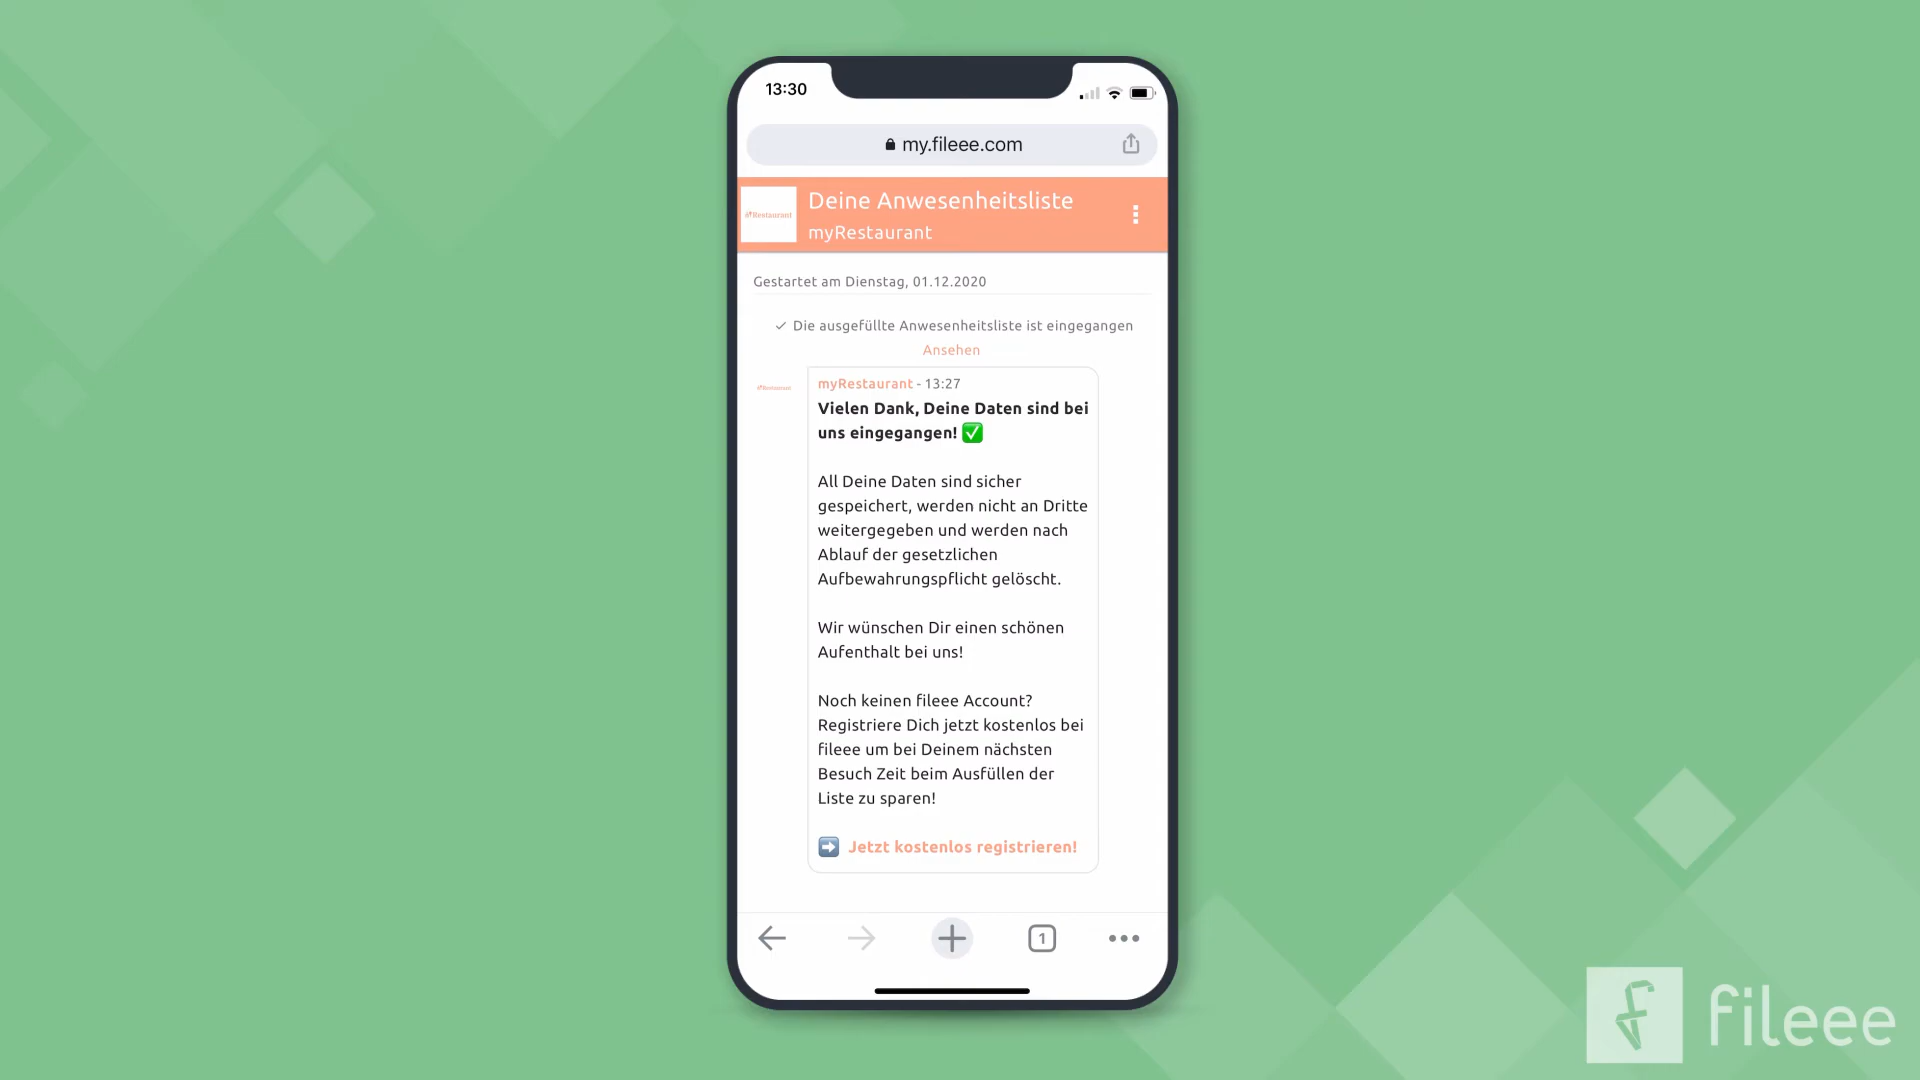 13:30
my.fileee.com
Restaurant
Deine Anwesenheitsliste
myRestaurant
Gestartet am Dienstag, 01.12.2020
Die ausgefüllte Anwesenheitsliste ist eingegangen
Ansehen
Restaurant
myRestaurant - 13:27
Vielen Dank, Deine Daten sind bei
uns eingegangen! ✅
All Deine Daten sind sicher
gespeichert, werden nicht an Dritte
weitergegeben und werden nach
Ablauf der gesetzlichen
Aufbewahrungspflicht gelöscht.
Wir wünschen Dir einen schönen
Aufenthalt bei uns!
Noch keinen fileee Account?
Registriere Dich jetzt kostenlos bei
fileee um bei Deinem nächsten
Besuch Zeit beim Ausfüllen der
Liste zu sparen!
➡ Jetzt kostenlos registrieren!
1
fileee